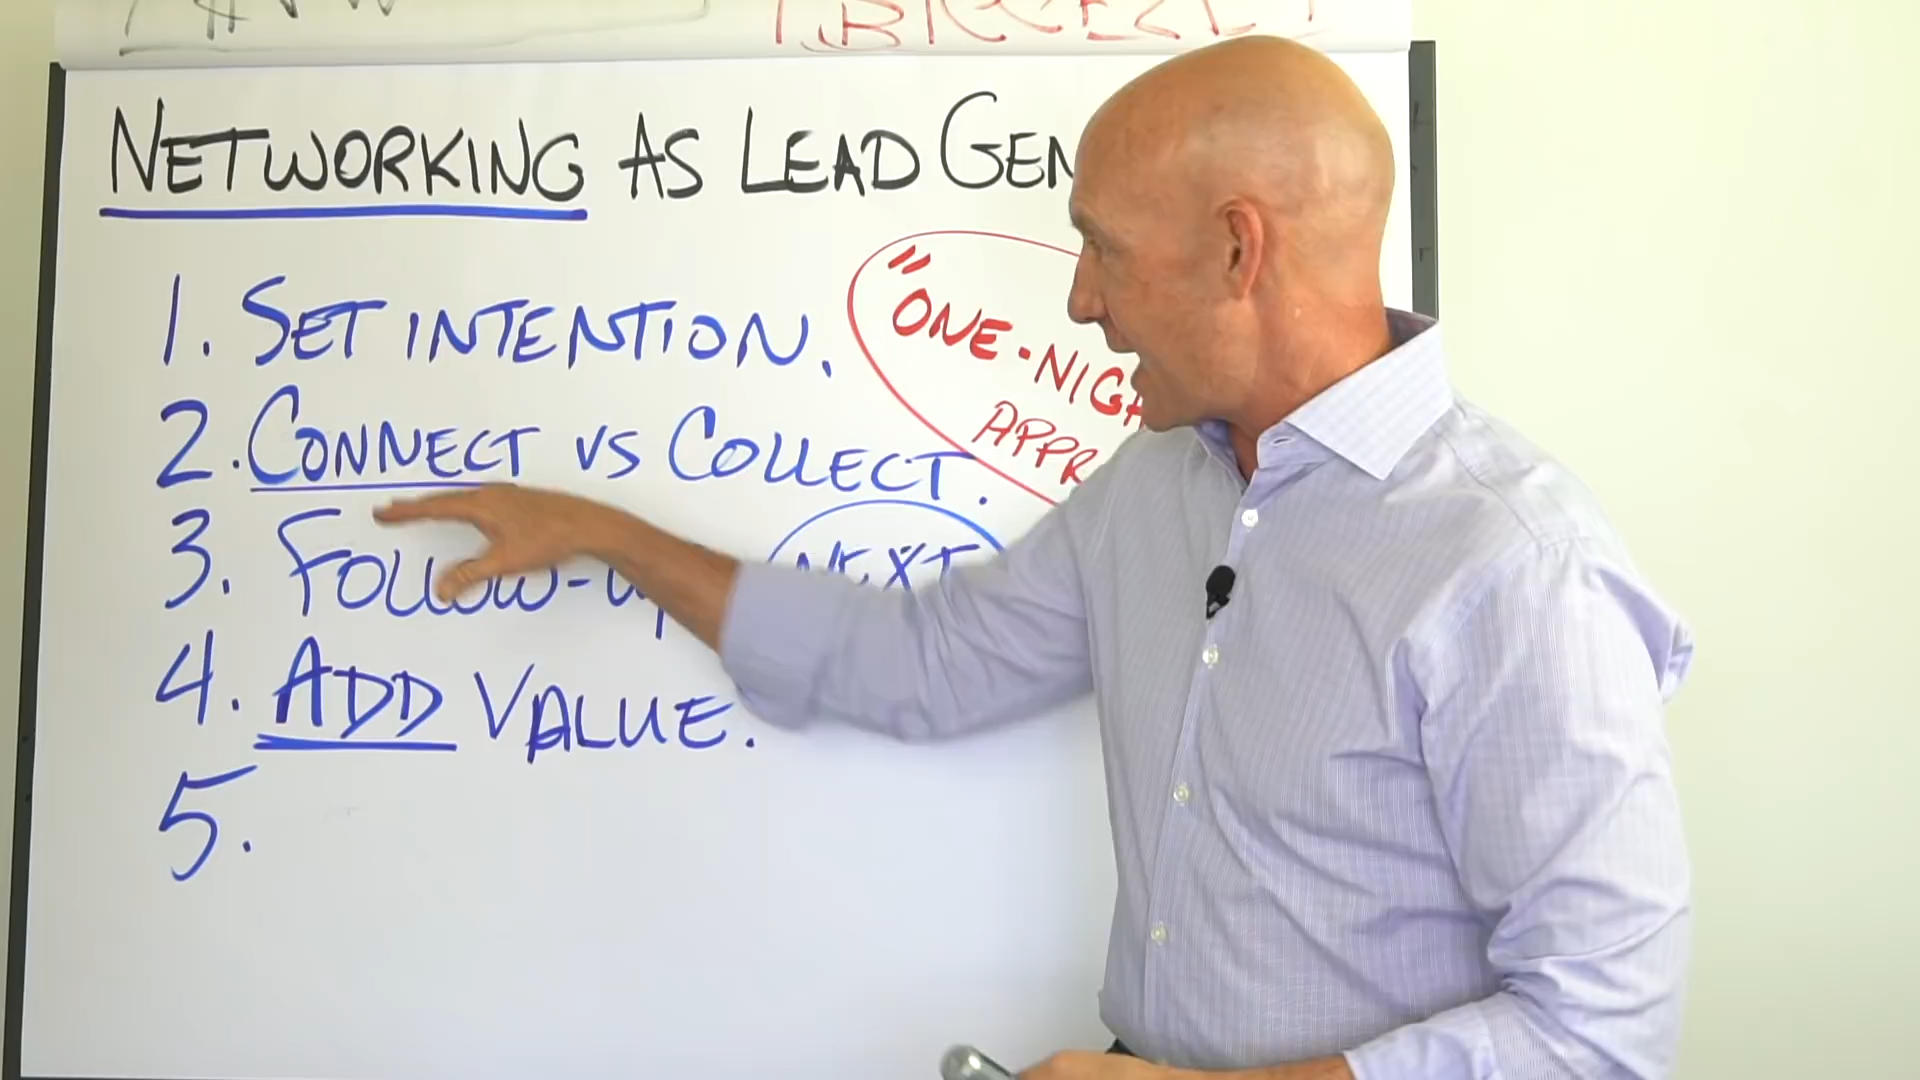 NETWORKING AS LEAD GEN
1. SET INTENTION.
"ONE-NIGH
APPR
2. CONNECT VS COLLECT.
3. FOLLOW-UP
NEXT
4. ADD VALUE.
5.